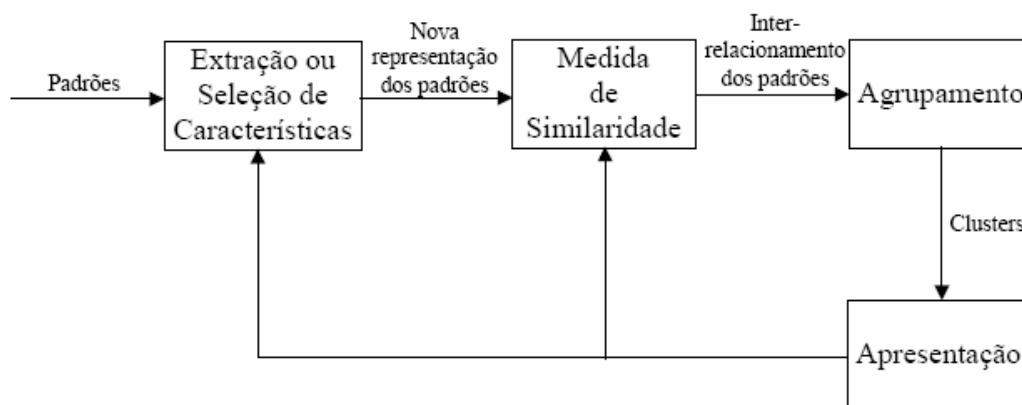 Padrões
Extração ou
Seleção de
Características
Nova
representação
dos padrões
Medida
de
Similaridade
Inter-
relacionamento
dos padrões
Agrupamento
Clusters
Apresentação